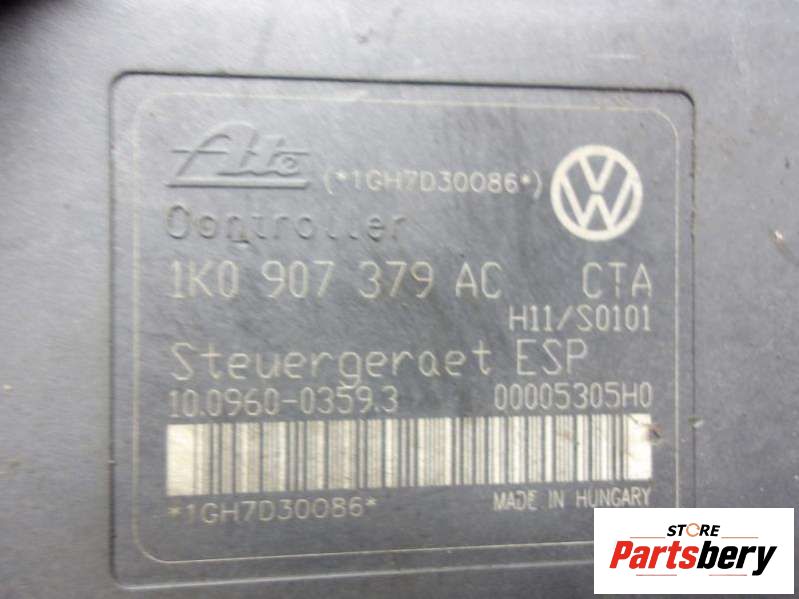 Ate (*1GH7D30086*)
Controller
1K0 907 379 AC CTA
H11/S0101
Steuergeraet ESP
10.0960-0359.3 00005305H0
*1GH7D30086* MADE IN HUNGARY
STORE
Partsbery